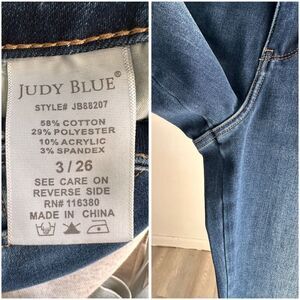 JUDY BLUE®
STYLE# JB88207
58% COTTON
29% POLYESTER
10% ACRYLIC
3% SPANDEX
3 / 26
SEE CARE ON
REVERSE SIDE
RN# 116380
MADE IN CHINA